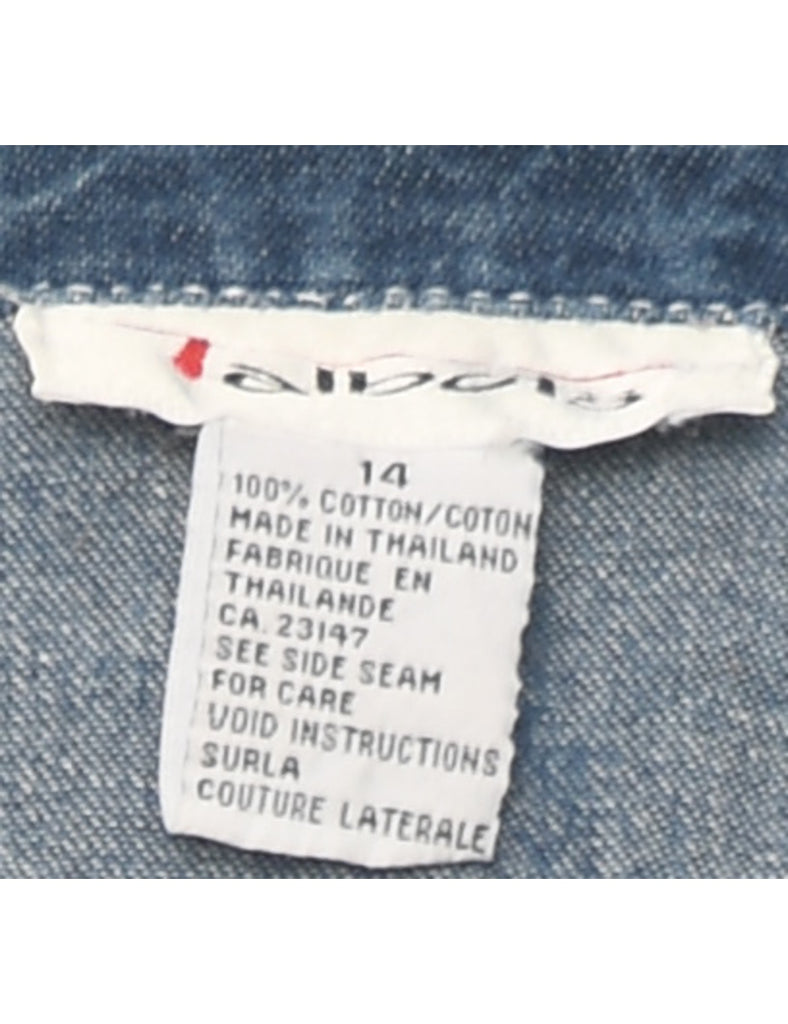 14
100% COTTON/COTON
MADE IN THAILAND
FABRIQUE EN
THAILANDE
CA. 23147
SEE SIDE SEAM
FOR CARE
VOID INSTRUCTIONS
SURLA
COUTURE LATERALE